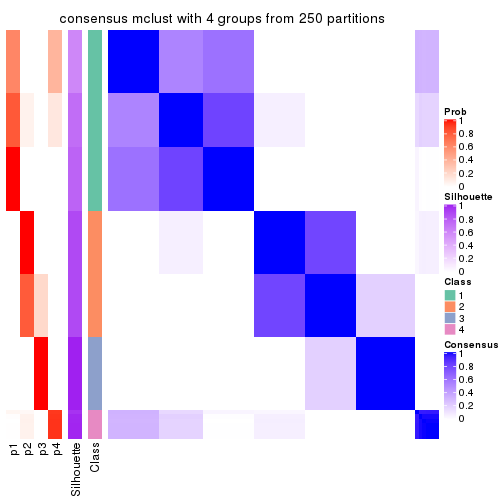 consensus mclust with 4 groups from 250 partitions
Prob
1
0.8
0.6
0.4
0.2
0
Silhouette
1
0.8
0.6
0.4
0.2
0
Class
1
2
3
4
Consensus
1
0.8
0.6
0.4
0.2
0
p1
p2
p3
p4
Silhouette
Class